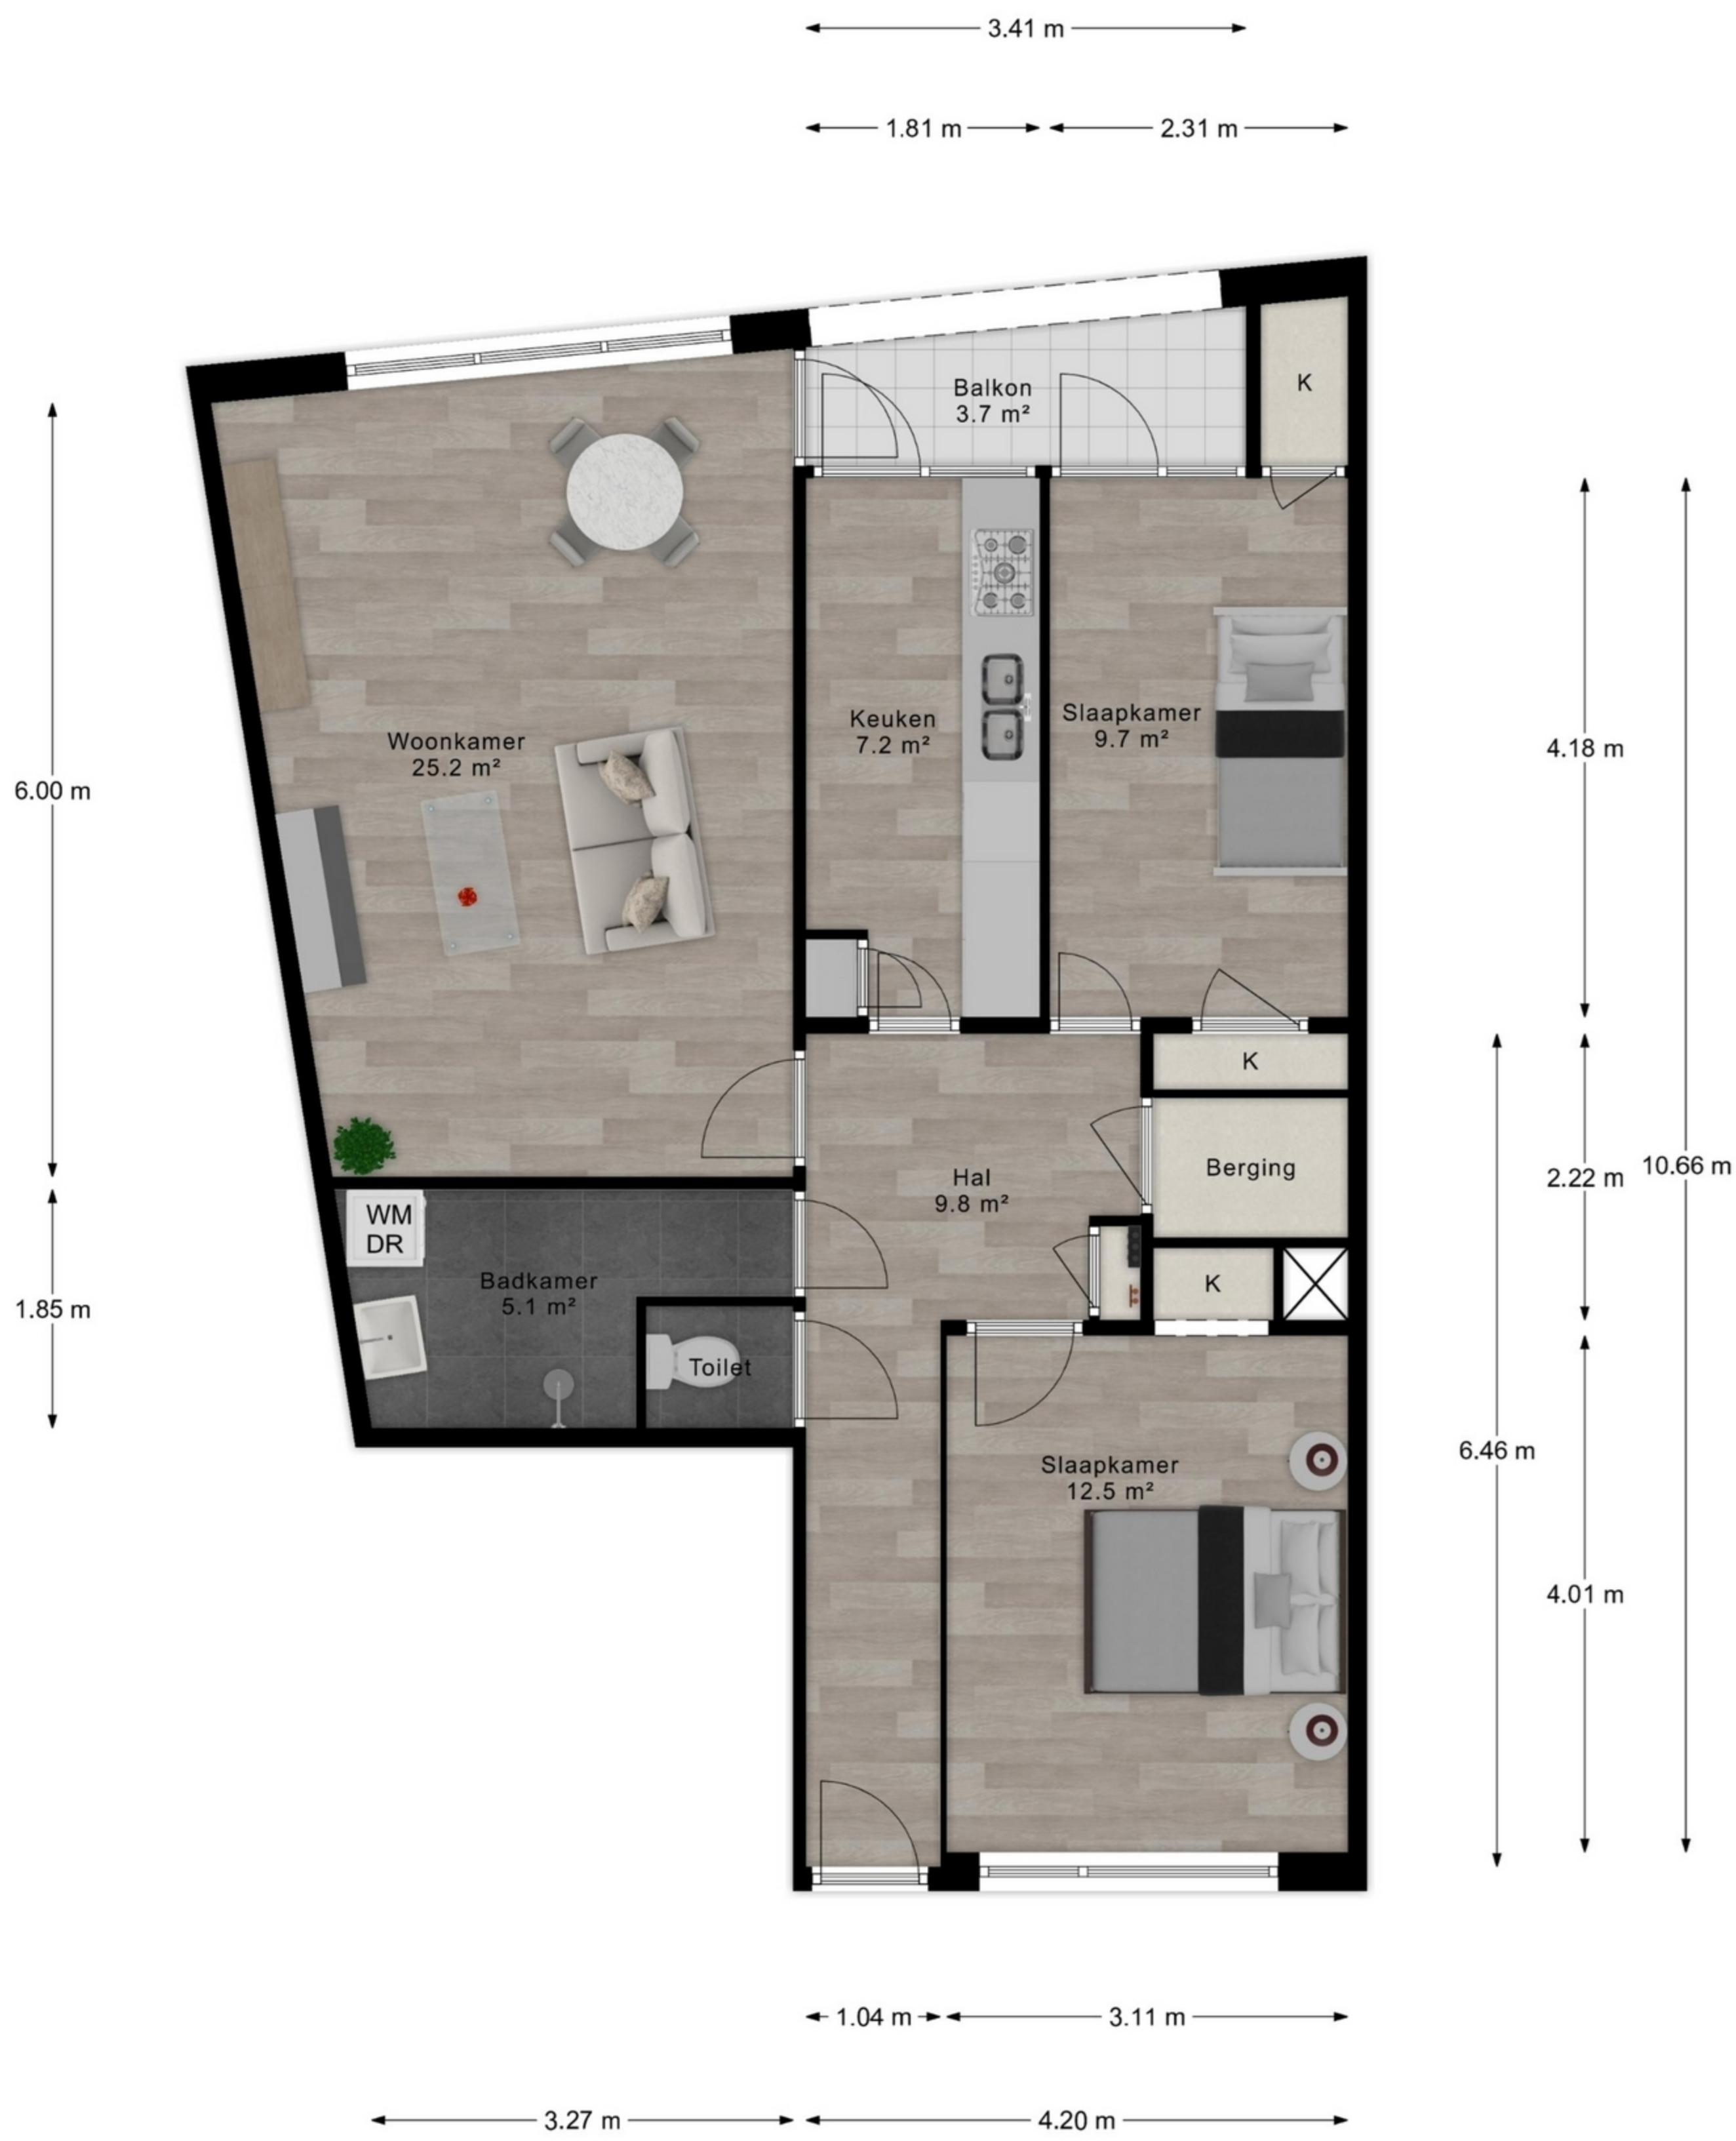 3.41 m
1.81 m
2.31 m
K
Balkon
3.7 m²
Keuken
7.2 m²
Slaapkamer
9.7 m²
Woonkamer
25.2 m²
6.00 m
4.18 m
K
Berging
Hal
9.8 m²
2.22 m
10.66 m
WM
DR
Badkamer
5.1 m²
K
1.85 m
Toilet
6.46 m
Slaapkamer
12.5 m²
4.01 m
1.04 m
3.11 m
3.27 m
4.20 m